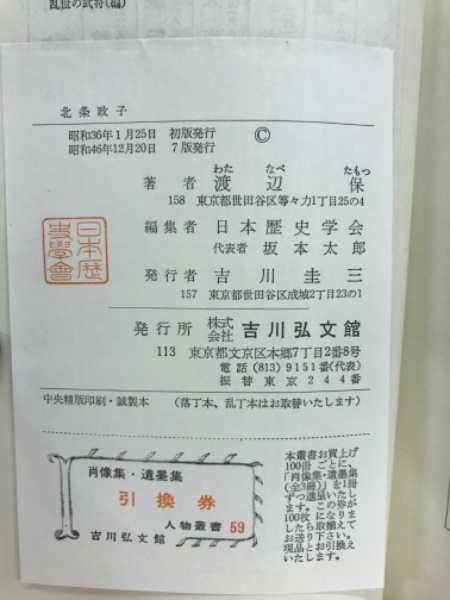 乱世の武将(編)
北条政子
昭和36年1月25日 初版発行 ©
昭和46年12月20日 7版発行
わた なべ たもつ
著者 渡辺 保
158 東京都世田谷区等々力1丁目25の4
編集者 日本歴史学会
代表者 坂本太郎
日本歴史學會
発行者 吉川圭三
157 東京都世田谷区成城2丁目23の1
発行所 株式会社 吉川弘文館
113 東京都文京区本郷7丁目2番8号
電話(813)9151番(代表)
振替東京244番
中央精版印刷・誠製本 (落丁本、乱丁本はお取替いたします)
肖像集・遺墨集
引換券
人物叢書 59
吉川弘文館
本叢書お買上げ
100冊ごとに、
「肖像集・遺墨集
(全3冊)」を1冊
ずつ進呈いたし
ます。この券が
100枚になりま
したら取揃えて
お送り下さい。
現品とお引換え
いたします。